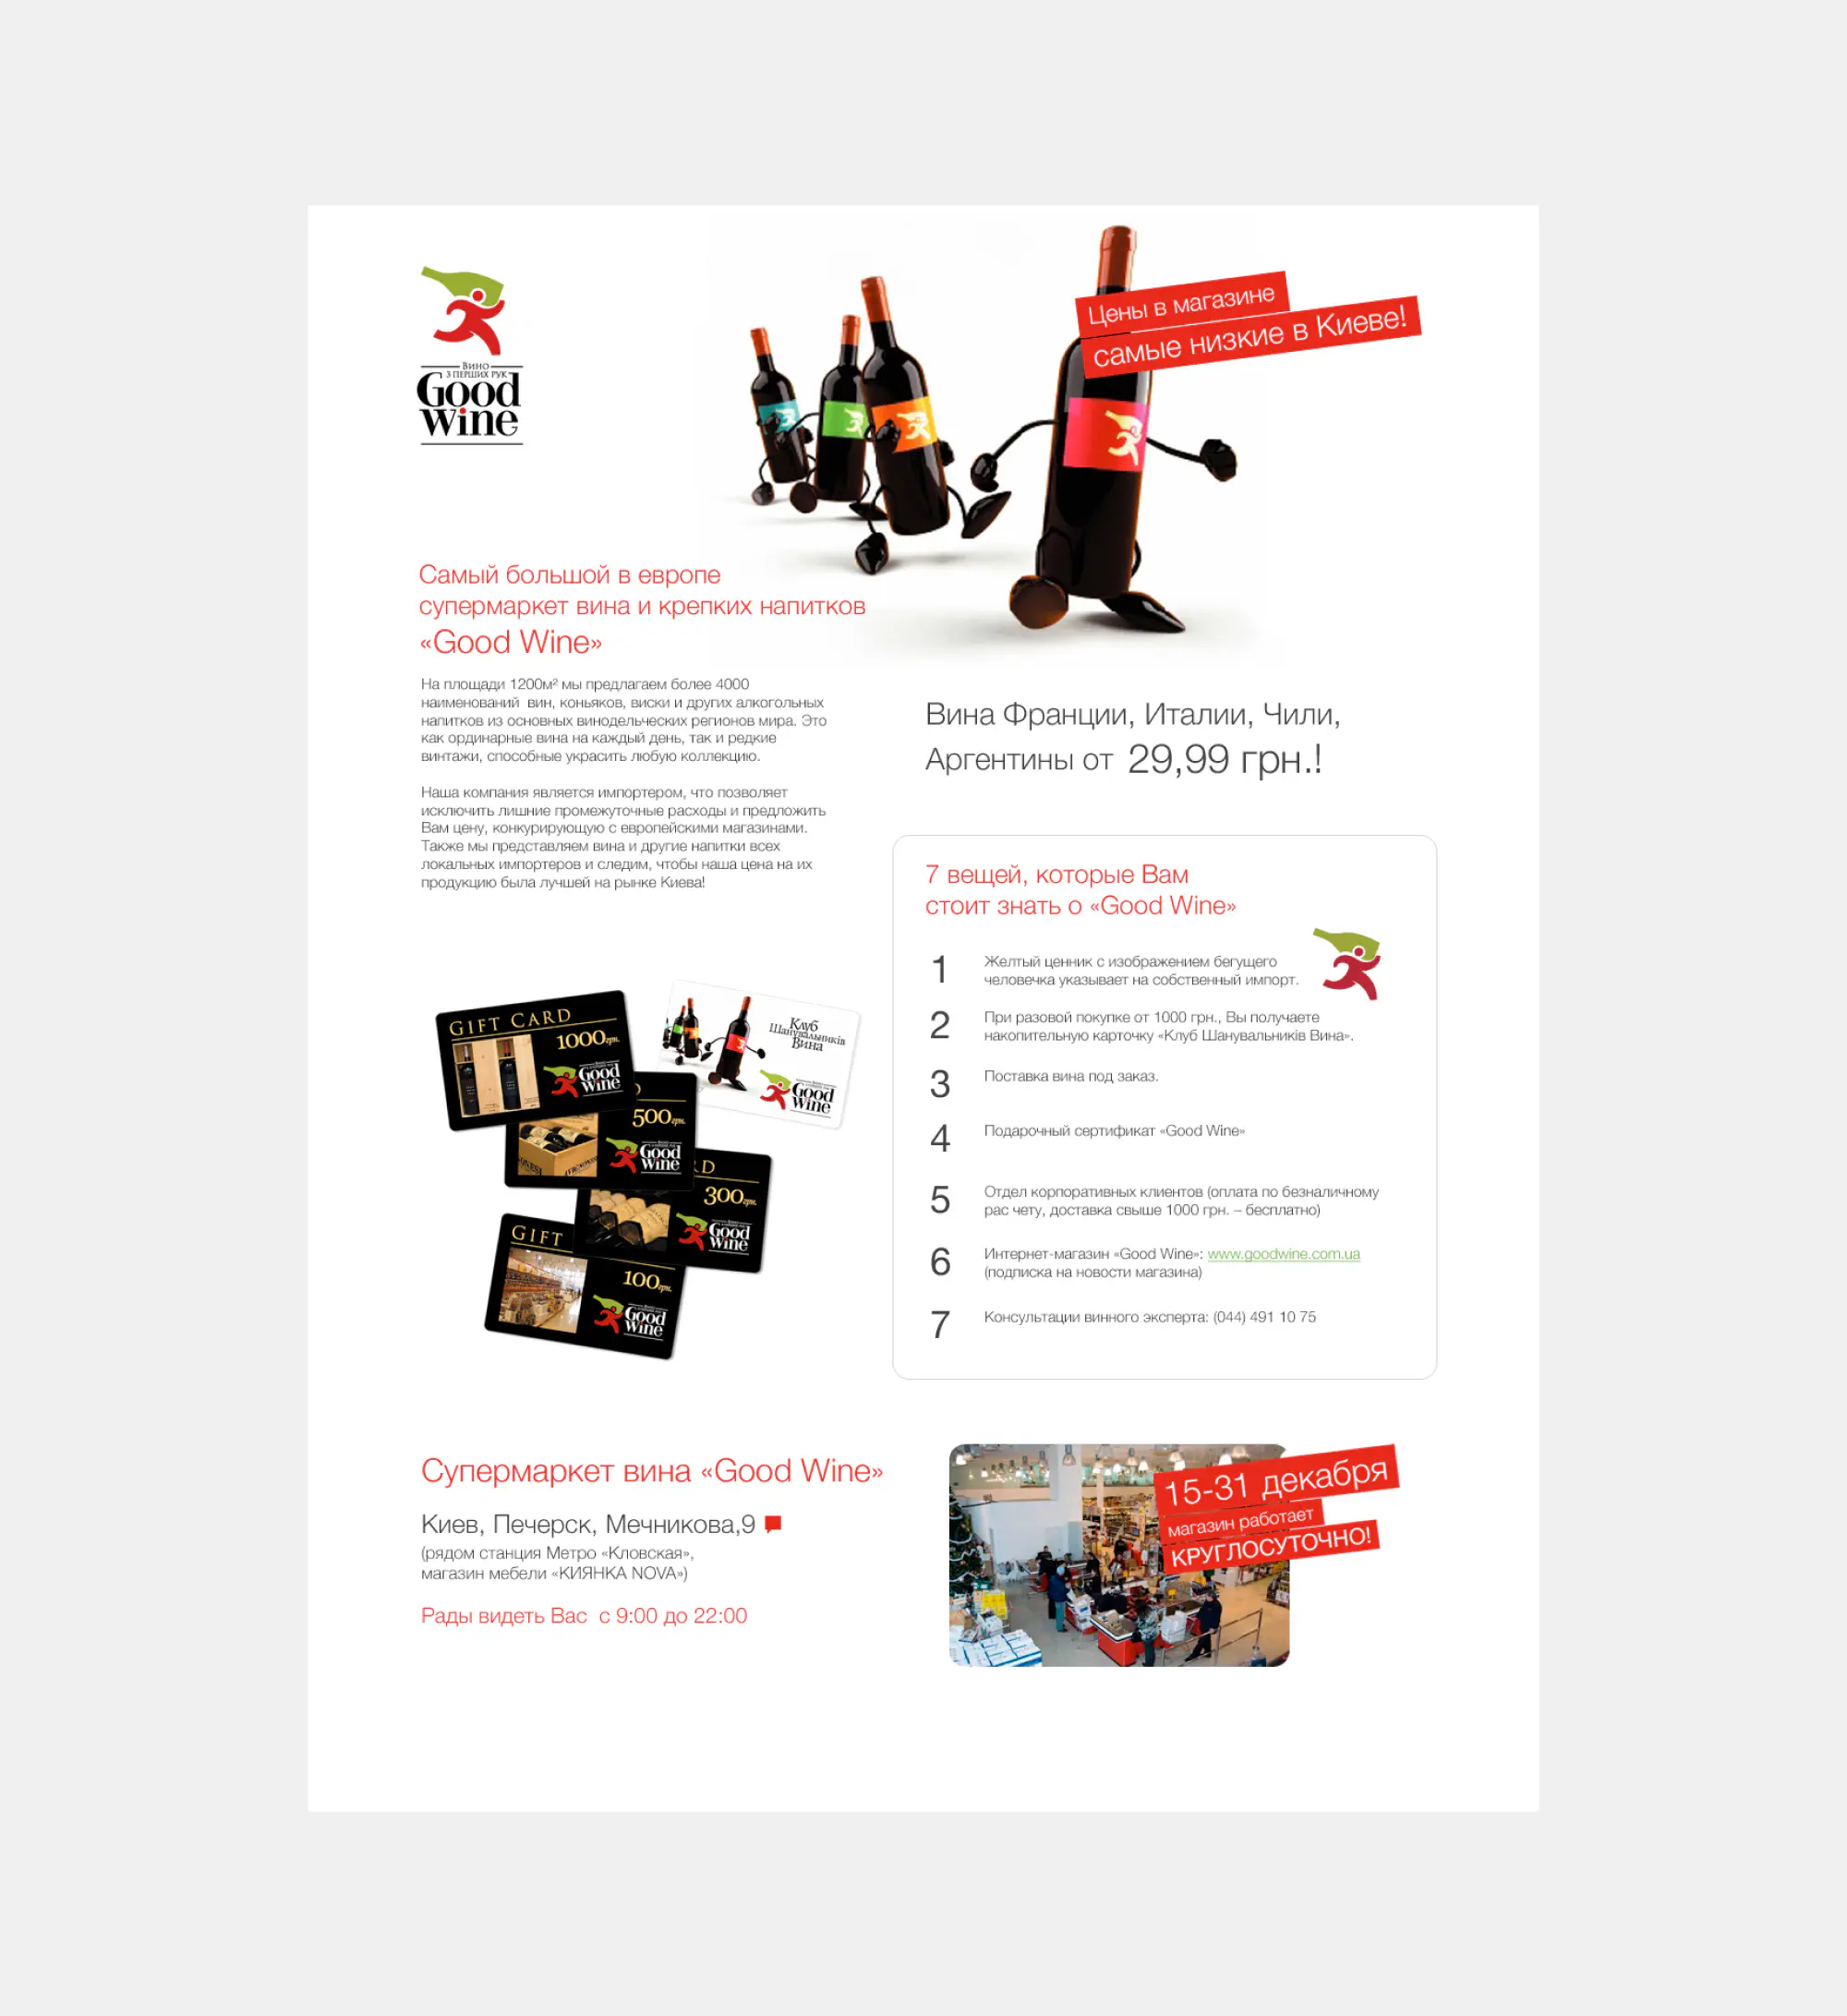 Вино
з перших рук
Good
Wine
Цены в магазине
самые низкие в Киеве!
Самый большой в европе
супермаркет вина и крепких напитков
«Good Wine»
На площади 1200м² мы предлагаем более 4000
наименований вин, коньяков, виски и других алкогольных
напитков из основных винодельческих регионов мира. Это
как ординарные вина на каждый день, так и редкие
винтажи, способные украсить любую коллекцию.
Наша компания является импортером, что позволяет
исключить лишние промежуточные расходы и предложить
Вам цену, конкурирующую с европейскими магазинами.
Также мы представляем вина и другие напитки всех
локальных импортеров и следим, чтобы наша цена на их
продукцию была лучшей на рынке Киева!
Вина Франции, Италии, Чили,
Аргентины от 29,99 грн.!
7 вещей, которые Вам
стоит знать о «Good Wine»
1 Желтый ценник с изображением бегущего
человечка указывает на собственный импорт.
2 При разовой покупке от 1000 грн., Вы получаете
накопительную карточку «Клуб Шанувальників Вина».
3 Поставка вина под заказ.
4 Подарочный сертификат «Good Wine»
5 Отдел корпоративных клиентов (оплата по безналичному
рас чету, доставка свыше 1000 грн. – бесплатно)
6 Интернет-магазин «Good Wine»: www.goodwine.com.ua
(подписка на новости магазина)
7 Консультации винного эксперта: (044) 491 10 75
Gift Card
1000грн.
Good
Wine
Клуб
Шанувальників
Вина
Good
Wine
500грн.
Good
Wine
D
300грн.
Good
Wine
Gift
100грн.
Good
Wine
Супермаркет вина «Good Wine»
Киев, Печерск, Мечникова,9
(рядом станция Метро «Кловская»,
магазин мебели «КИЯНКА NOVA»)
Рады видеть Вас с 9:00 до 22:00
15-31 декабря
магазин работает
КРУГЛОСУТОЧНО!